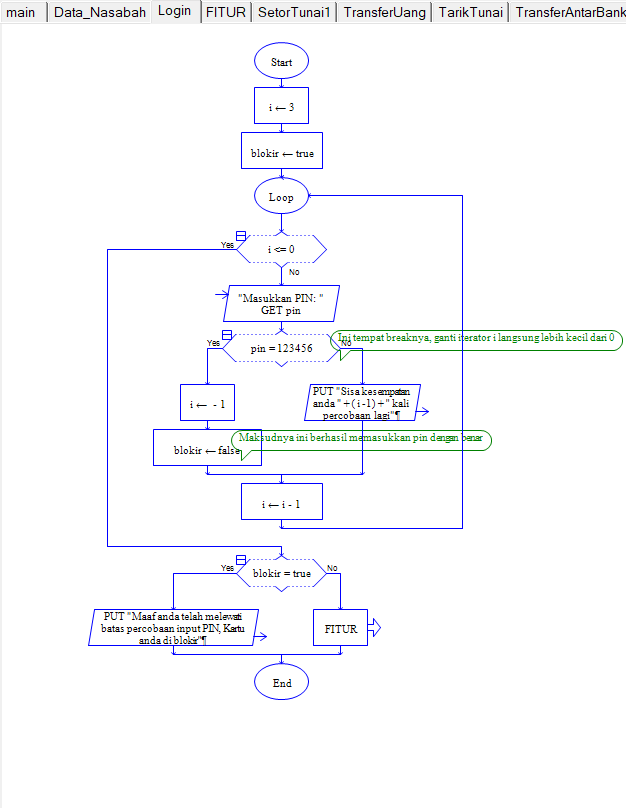 main Data_Nasabah Login FITUR SetorTunai1 TransferUang TarikTunai TransferAntarBank
Start
i ← 3
blokir ← true
Loop
Yes
i <= 0
No
"Masukkan PIN: "
GET pin
Yes
pin = 123456
No
Ini tempat breaknya, ganti iterator i langsung lebih kecil dari 0
i ← - 1
PUT "Sisa kesempatan
anda " + ( i - 1) + " kali
percobaan lagi"¶
Maksudnya ini berhasil memasukkan pin dengan benar
blokir ← false
i ← i - 1
Yes
blokir = true
No
PUT "Maaf anda telah melewati
batas percobaan input PIN, Kartu
anda di blokir"¶
FITUR
End